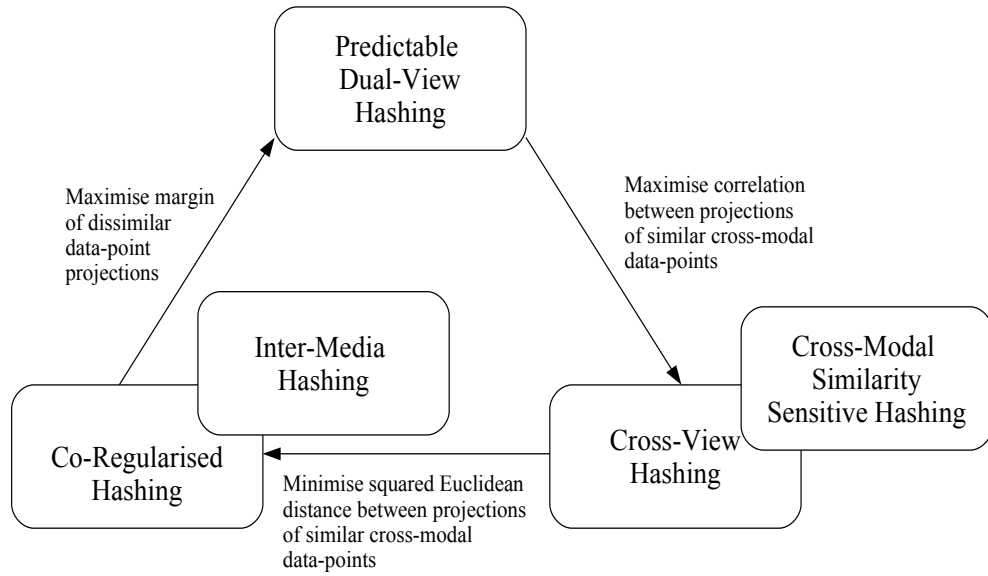 Predictable
Dual-View
Hashing
Maximise margin
of dissimilar
data-point
projections
Maximise correlation
between projections
of similar cross-modal
data-points
Inter-Media
Hashing
Cross-Modal
Similarity
Sensitive Hashing
Co-Regularised
Hashing
Cross-View
Hashing
Minimise squared Euclidean
distance between projections
of similar cross-modal
data-points